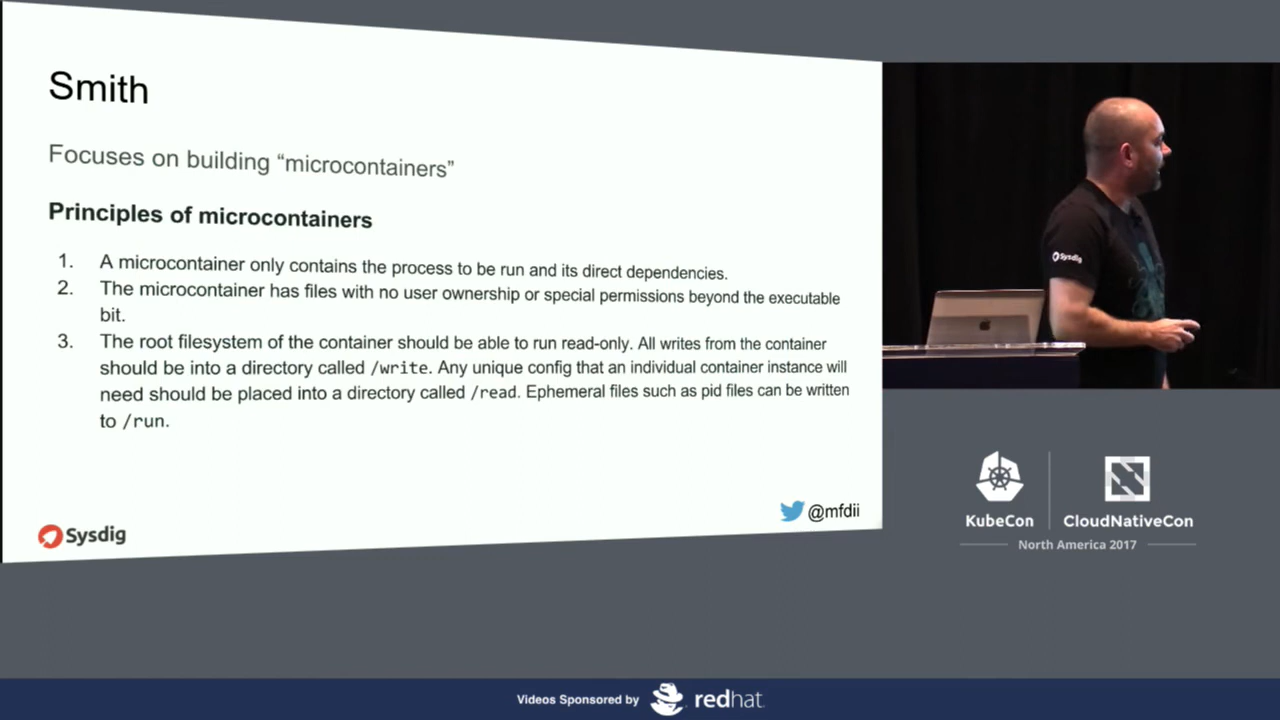 Smith
Focuses on building “microcontainers”
Principles of microcontainers
1. A microcontainer only contains the process to be run and its direct dependencies.
2. The microcontainer has files with no user ownership or special permissions beyond the executable
bit.
3. The root filesystem of the container should be able to run read-only. All writes from the container
should be into a directory called /write. Any unique config that an individual container instance will
need should be placed into a directory called /read. Ephemeral files such as pid files can be written
to /run.
Sysdig
@mfdii
Sysdig
KubeCon
CloudNativeCon
North America 2017
Videos Sponsored by
redhat